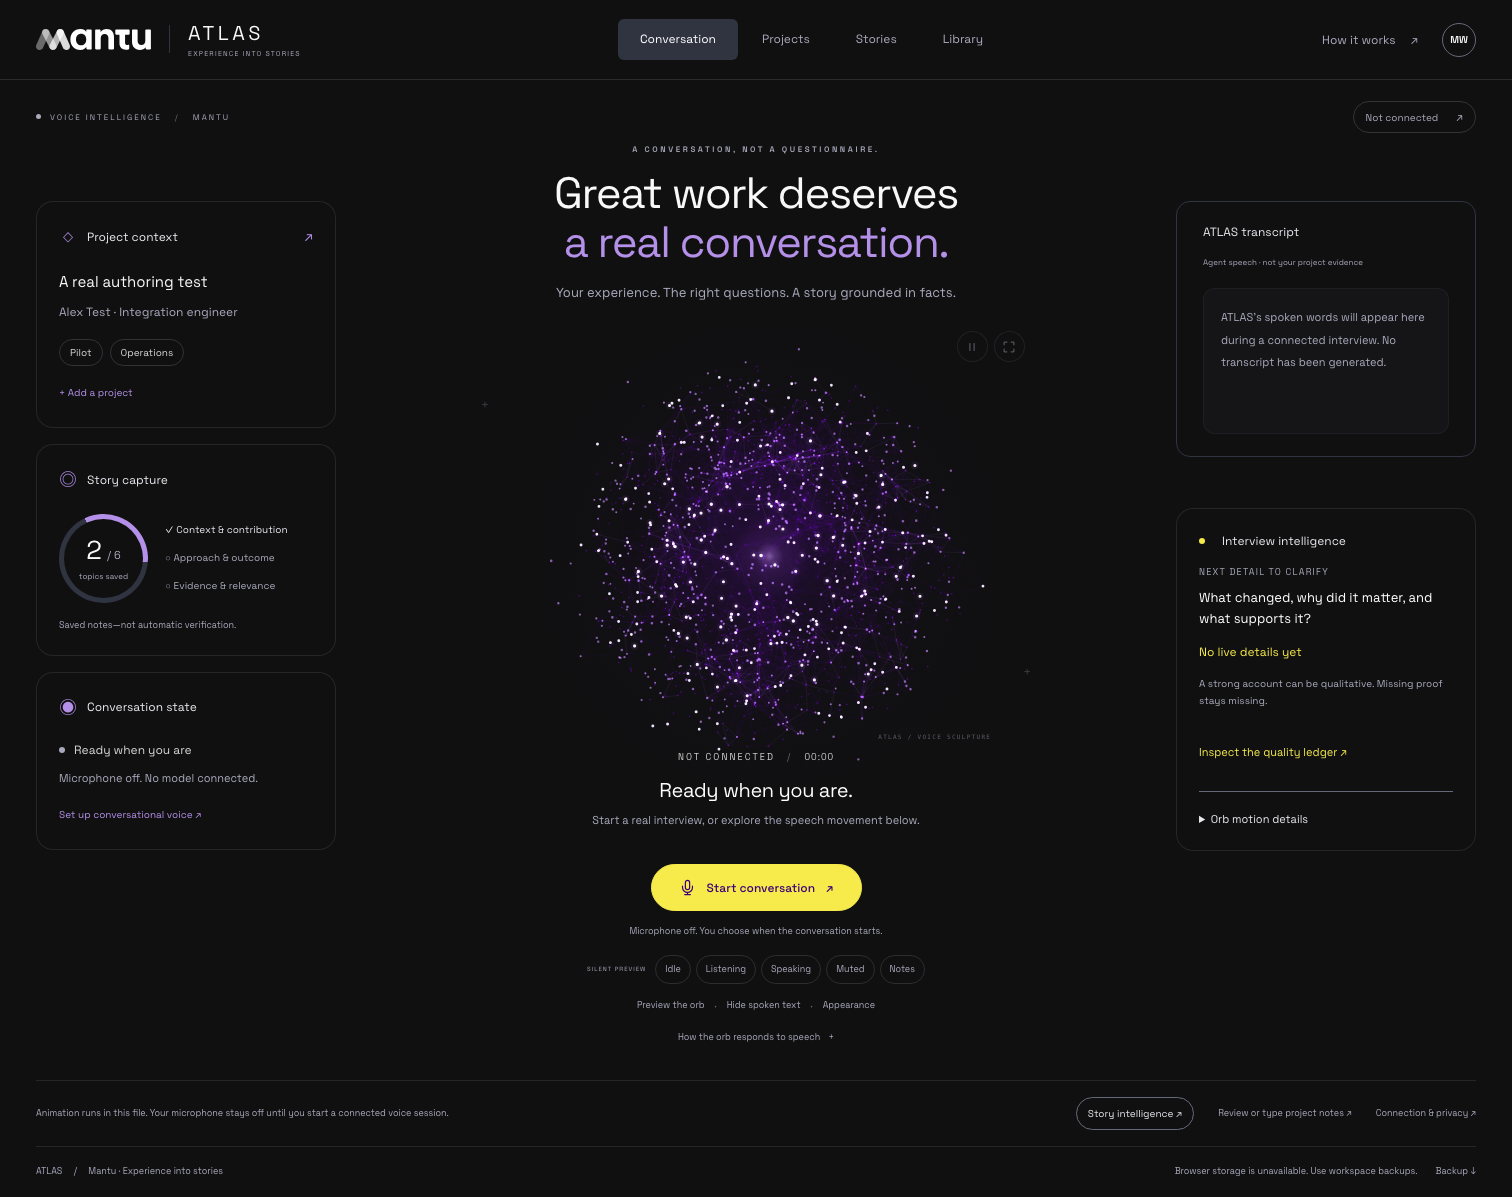 mantu
ATLAS
EXPERIENCE INTO STORIES
Conversation
Projects
Stories
Library
How it works ↗
MW
VOICE INTELLIGENCE / MANTU
Not connected ↗
A CONVERSATION, NOT A QUESTIONNAIRE.
Great work deserves
a real conversation.
Your experience. The right questions. A story grounded in facts.
Project context ↗
A real authoring test
Alex Test · Integration engineer
Pilot
Operations
+ Add a project
Story capture
2 / 6
topics saved
✓ Context & contribution
○ Approach & outcome
○ Evidence & relevance
Saved notes—not automatic verification.
Conversation state
Ready when you are
Microphone off. No model connected.
Set up conversational voice ↗
ATLAS / VOICE SCULPTURE
NOT CONNECTED / 00:00
Ready when you are.
Start a real interview, or explore the speech movement below.
Start conversation ↗
Microphone off. You choose when the conversation starts.
SILENT PREVIEW
Idle
Listening
Speaking
Muted
Notes
Preview the orb · Hide spoken text · Appearance
How the orb responds to speech +
ATLAS transcript
Agent speech · not your project evidence
ATLAS's spoken words will appear here
during a connected interview. No
transcript has been generated.
Interview intelligence
NEXT DETAIL TO CLARIFY
What changed, why did it matter, and
what supports it?
No live details yet
A strong account can be qualitative. Missing proof
stays missing.
Inspect the quality ledger ↗
▶ Orb motion details
Animation runs in this file. Your microphone stays off until you start a connected voice session.
Story intelligence ↗
Review or type project notes ↗
Connection & privacy ↗
ATLAS / Mantu · Experience into stories
Browser storage is unavailable. Use workspace backups.
Backup ↓